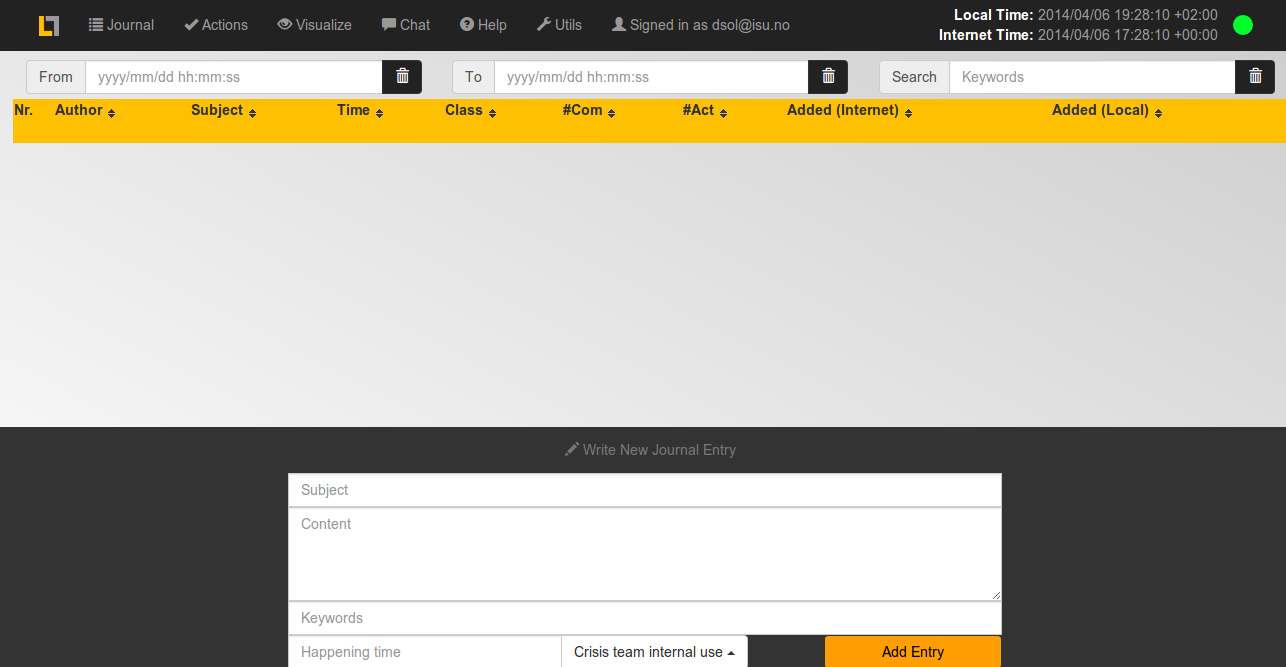 Journal Actions Visualize Chat Help Utils Signed in as dsol@isu.no
Local Time: 2014/04/06 19:28:10 +02:00
Internet Time: 2014/04/06 17:28:10 +00:00
From yyyy/mm/dd hh:mm:ss To yyyy/mm/dd hh:mm:ss Search Keywords
Nr. Author Subject Time Class #Com #Act Added (Internet) Added (Local)
Write New Journal Entry
Subject
Content
Keywords
Happening time Crisis team internal use Add Entry